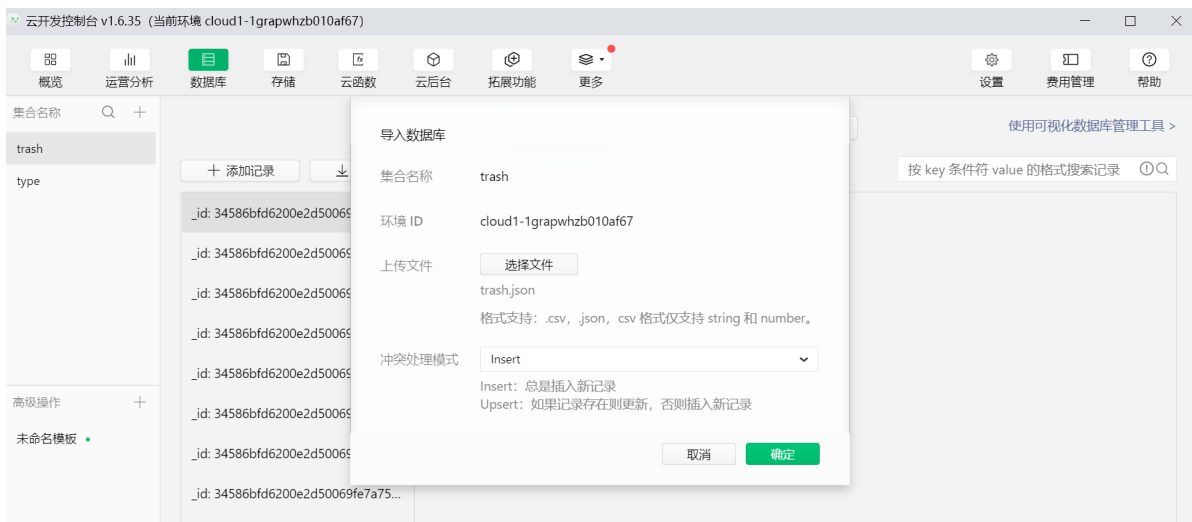 云开发控制台 v1.6.35（当前环境 cloud1-1grapwhzb010af67）
概览 运营分析 数据库 存储 云函数 云后台 拓展功能 更多 设置 费用管理 帮助
集合名称
trash
type
高级操作
未命名模板
使用可视化数据库管理工具 >
添加记录
按 key 条件符 value 的格式搜索记录
_id: 34586bfd6200e2d50069
_id: 34586bfd6200e2d50069
_id: 34586bfd6200e2d50069
_id: 34586bfd6200e2d50069
_id: 34586bfd6200e2d50069
_id: 34586bfd6200e2d50069
_id: 34586bfd6200e2d50069
_id: 34586bfd6200e2d50069fe7a75...
导入数据库
集合名称 trash
环境 ID cloud1-1grapwhzb010af67
上传文件 选择文件
trash.json
格式支持：.csv，.json，csv 格式仅支持 string 和 number。
冲突处理模式 Insert
Insert：总是插入新记录
Upsert：如果记录存在则更新，否则插入新记录
取消 确定